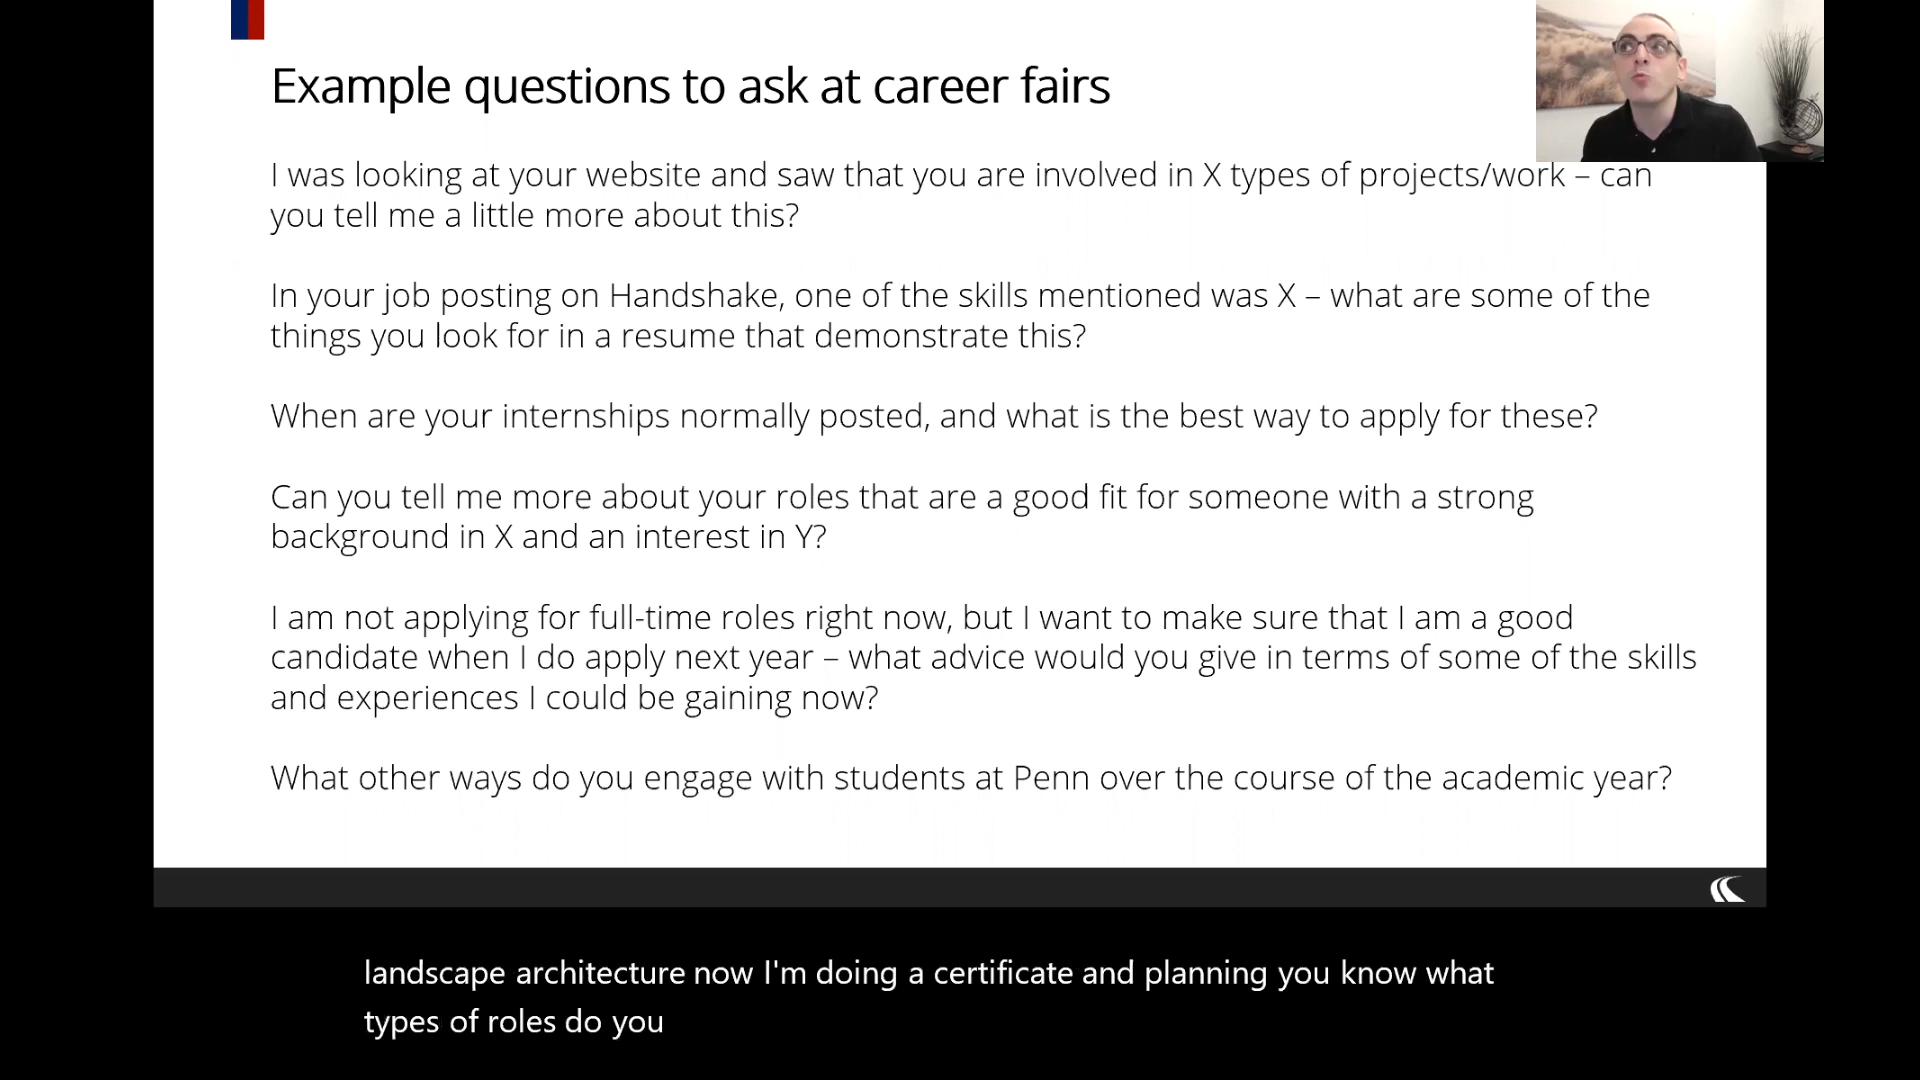 Example questions to ask at career fairs
I was looking at your website and saw that you are involved in X types of projects/work – can
you tell me a little more about this?
In your job posting on Handshake, one of the skills mentioned was X – what are some of the
things you look for in a resume that demonstrate this?
When are your internships normally posted, and what is the best way to apply for these?
Can you tell me more about your roles that are a good fit for someone with a strong
background in X and an interest in Y?
I am not applying for full-time roles right now, but I want to make sure that I am a good
candidate when I do apply next year – what advice would you give in terms of some of the skills
and experiences I could be gaining now?
What other ways do you engage with students at Penn over the course of the academic year?
landscape architecture now I'm doing a certificate and planning you know what
types of roles do you